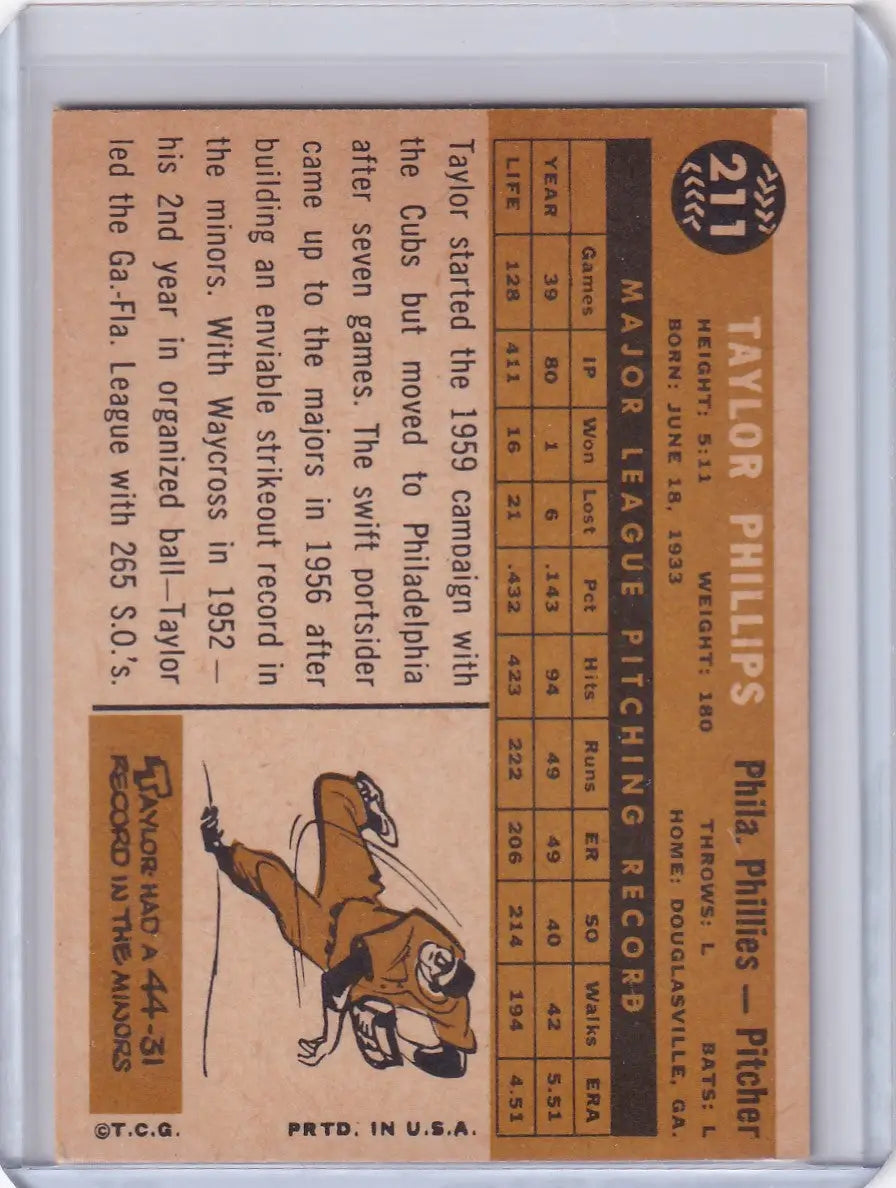 211
TAYLOR PHILLIPS Phila. Phillies — Pitcher
HEIGHT: 5:11 WEIGHT: 180 THROWS: L BATS: L
BORN: JUNE 18, 1933 HOME: DOUGLASVILLE, GA.
MAJOR LEAGUE PITCHING RECORD
Games IP Won Lost Pct Hits Runs ER SO Walks ERA
YEAR 39 80 1 6 .143 94 49 49 40 42 5.51
LIFE 128 411 16 21 .432 423 222 206 214 194 4.51
Taylor started the 1959 campaign with
the Cubs but moved to Philadelphia
after seven games. The swift portsider
came up to the majors in 1956 after
building an enviable strikeout record in
the minors. With Waycross in 1952 —
his 2nd year in organized ball—Taylor
led the Ga.-Fla. League with 265 S.O.'s.
TAYLOR HAD A 44-31
RECORD IN THE MINORS
©T.C.G. PRTD. IN U.S.A.